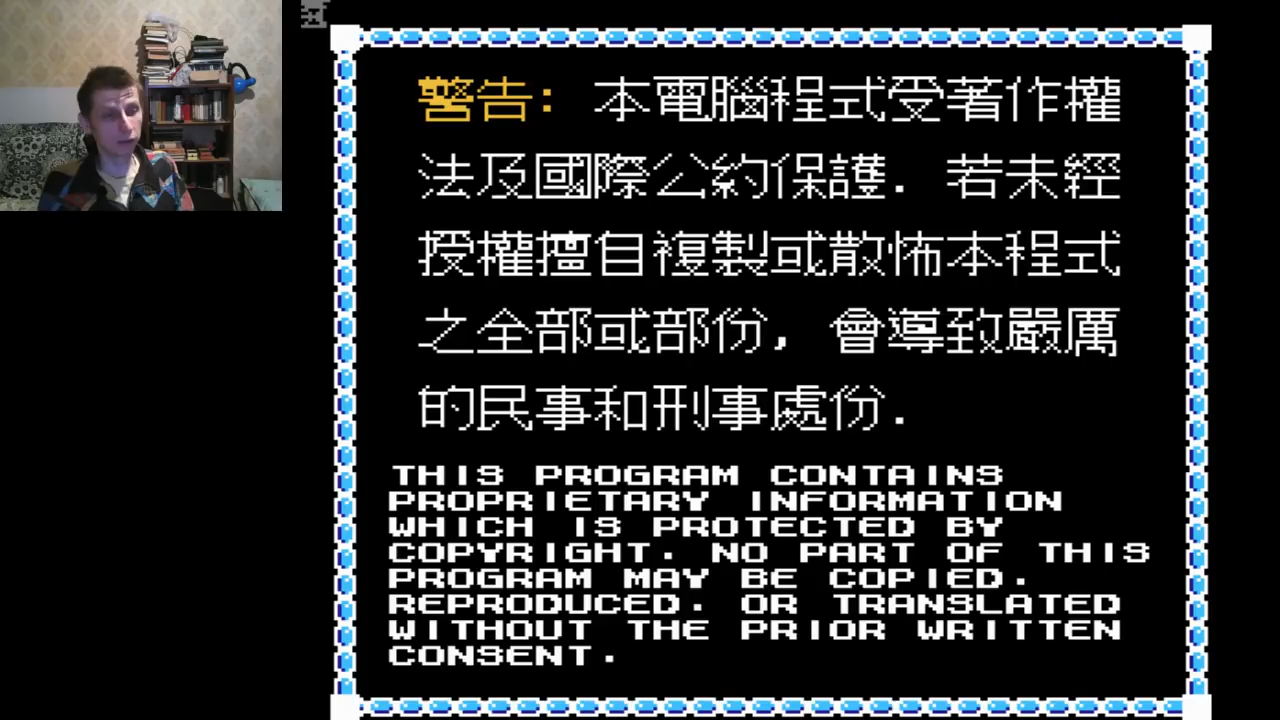 警告: 本電腦程式受著作權
法及國際公約保護. 若未經
授權擅自複製或散怖本程式
之全部或部份, 會導致嚴厲
的民事和刑事處份.
THIS PROGRAM CONTAINS
PROPRIETARY INFORMATION
WHICH IS PROTECTED BY
COPYRIGHT. NO PART OF THIS
PROGRAM MAY BE COPIED.
REPRODUCED. OR TRANSLATED
WITHOUT THE PRIOR WRITTEN
CONSENT.